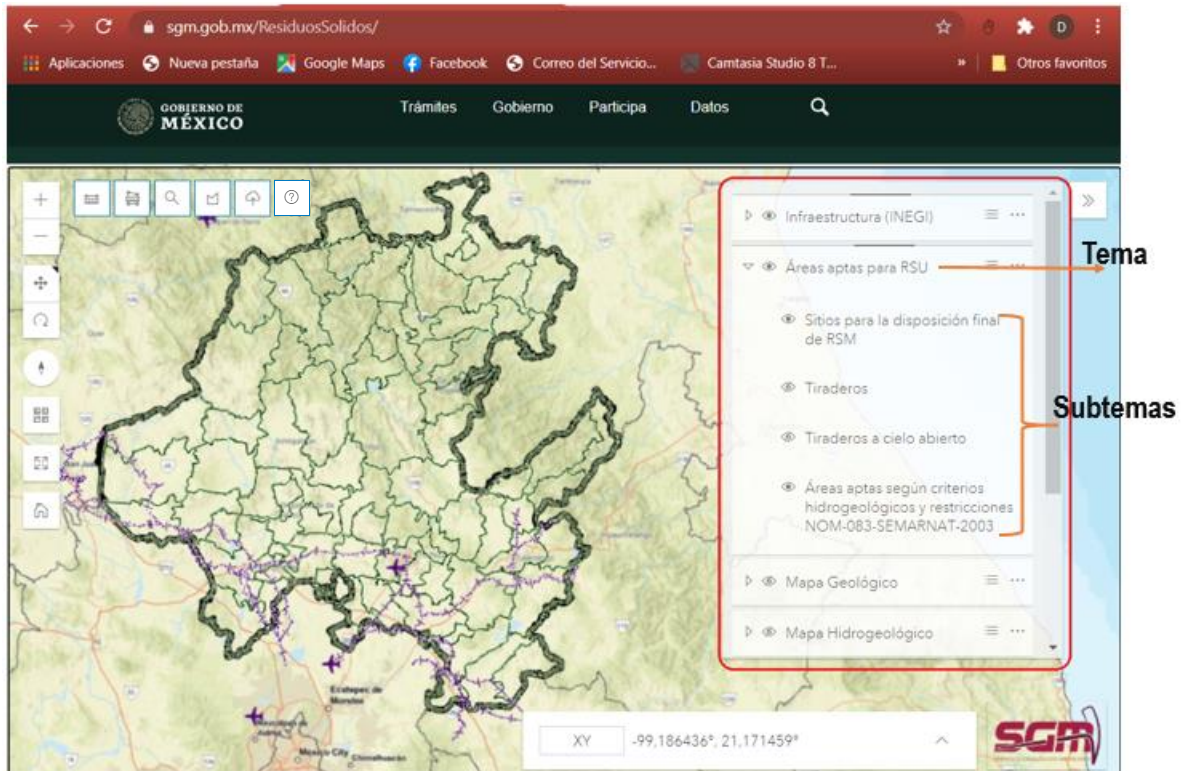 sgm.gob.mx/ResiduosSolidos/
D
Aplicaciones Nueva pestaña Google Maps Facebook Correo del Servicio... Camtasia Studio 8 T... » Otros favoritos
GOBIERNO DE
MÉXICO
Trámites Gobierno Participa Datos
Infraestructura (INEGI)
Áreas aptas para RSU
Tema
Sitios para la disposición final
de RSM
Tiraderos
Subtemas
Tiraderos a cielo abierto
Áreas aptas según criterios
hidrogeológicos y restricciones
NOM-083-SEMARNAT-2003
Mapa Geológico
Mapa Hidrogeológico
Ecatepec de
Morelos
Mexico City
Chimalhuacán
XY -99,186436°, 21,171459°
SGM